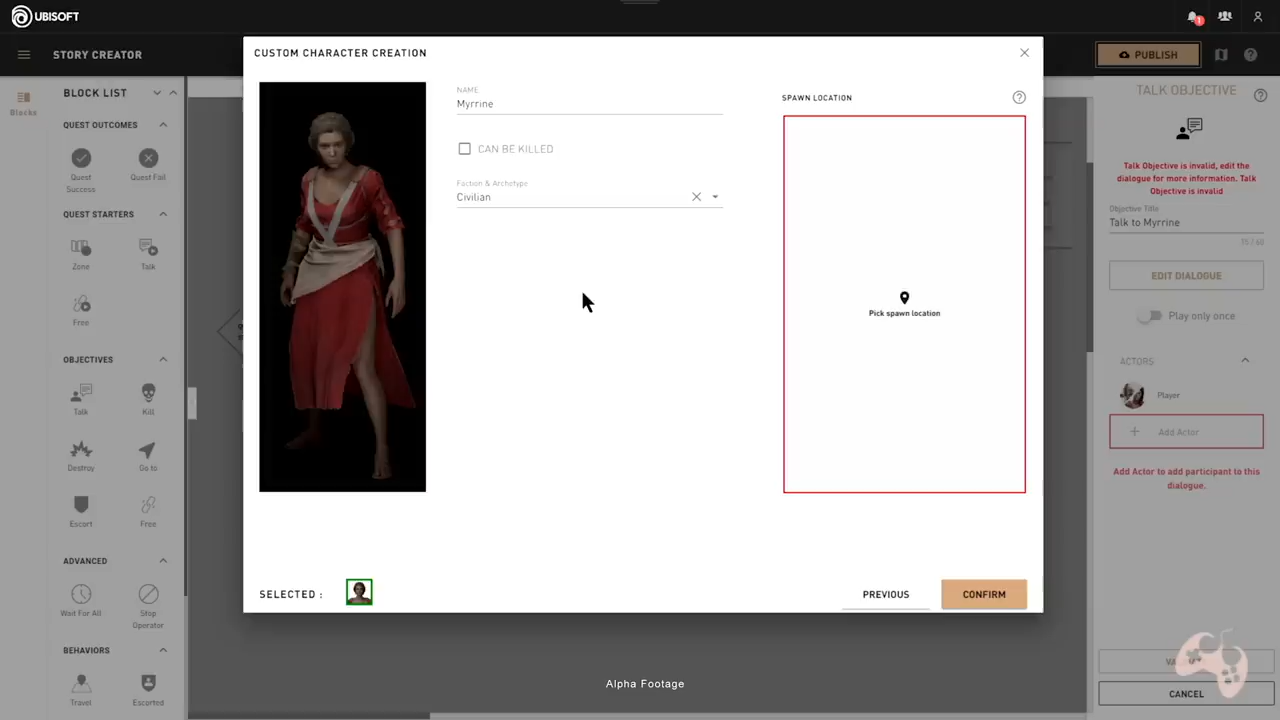 UBISOFT
1
STORY CREATOR
PUBLISH
Blocks
BLOCK LIST
QUEST OUTCOMES
Quest
Success
Quest Fail
QUEST STARTERS
Zone
Talk
Free
OBJECTIVES
Talk
Kill
Destroy
Go to
Escort
Free
ADVANCED
Wait For All
Stop
Operator
BEHAVIORS
Travel
Escorted
CUSTOM CHARACTER CREATION
NAME
Myrrine
CAN BE KILLED
Faction & Archetype
Civilian
SPAWN LOCATION
Pick spawn location
SELECTED :
PREVIOUS
CONFIRM
TALK OBJECTIVE
Talk Objective is invalid, edit the
dialogue for more information. Talk
Objective is invalid
Objective Title
Talk to Myrrine
15 / 60
EDIT DIALOGUE
Play only once
ACTORS
Player
Add Actor
Add Actor to add participant to this
dialogue.
CANCEL
Alpha Footage